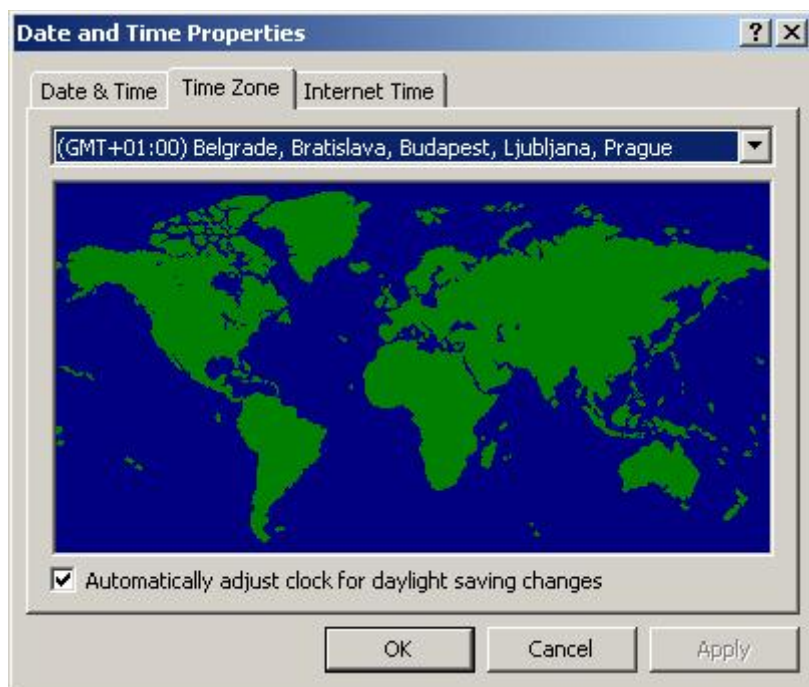 Date and Time Properties
Date & Time
Time Zone
Internet Time
(GMT+01:00) Belgrade, Bratislava, Budapest, Ljubljana, Prague
Automatically adjust clock for daylight saving changes
OK
Cancel
Apply